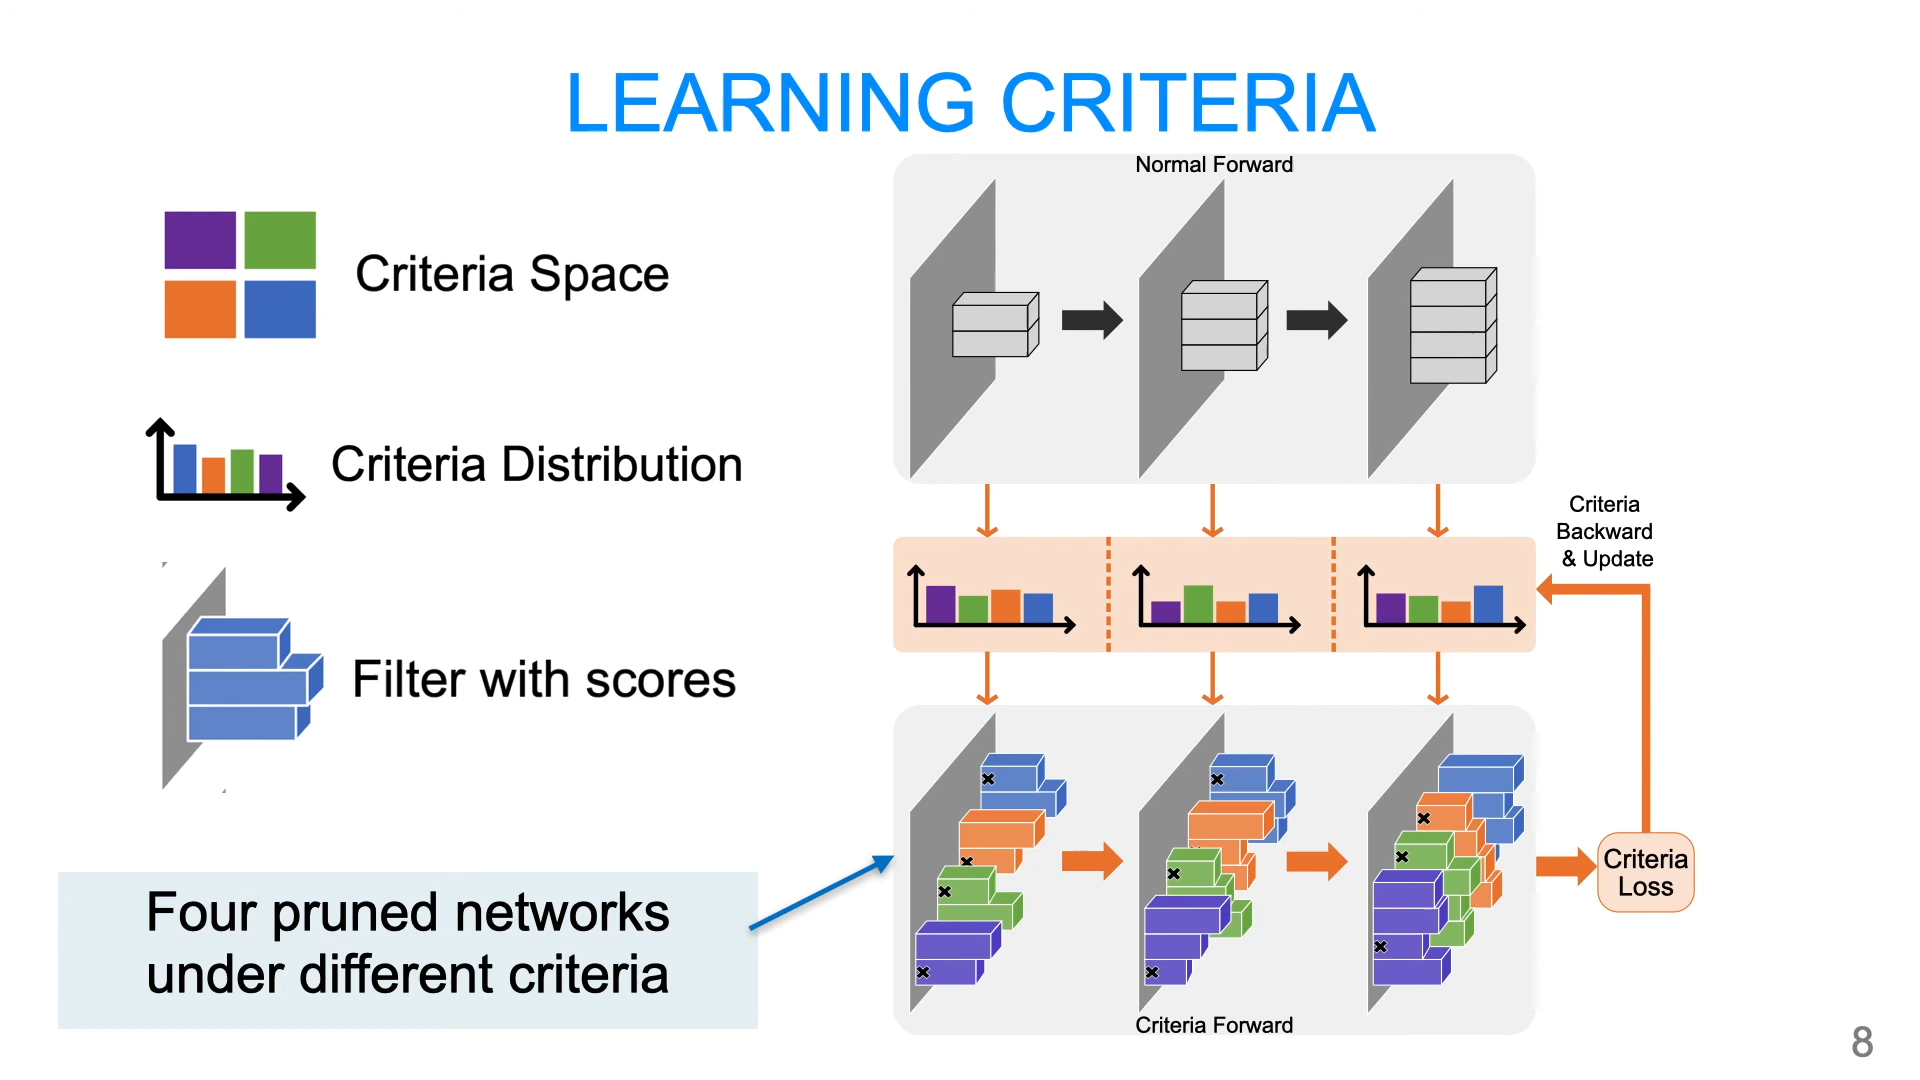 LEARNING CRITERIA
Criteria Space
Criteria Distribution
Filter with scores
Four pruned networks
under different criteria
Normal Forward
Criteria
Backward
& Update
Criteria
Loss
Criteria Forward
8